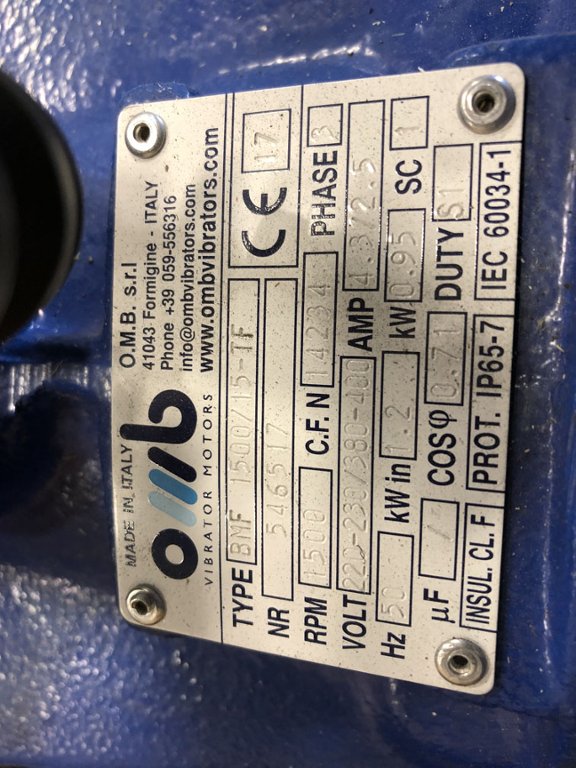 MADE IN ITALY
omb
VIBRATOR MOTORS
O.M.B. s.r.l
41043 Formigine - ITALY
Phone +39 059-556316
info@ombvibrators.com
www.ombvibrators.com
TYPE BMF 1500/15-TF
NR 546517 CE 17
RPM 1500 C.F. N 14234 PHASE 3
VOLT 220-230/380-400 AMP 4.3/2.5
Hz 50 kW in 1.2 kW 0.95 SC 1
µF / COSφ 0.71 DUTY S1
INSUL. CL. F PROT. IP65-7 IEC 60034-1